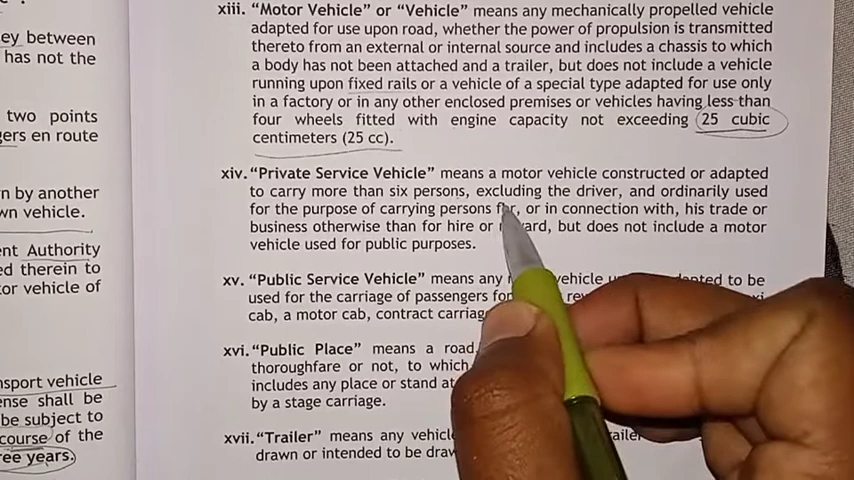 ey between
has not the
two points
gers en route
n by another
wn vehicle.
ent Authority
ed therein to
or vehicle of
nsport vehicle
ense shall be
be subject to
course of the
ree years.
xiii. “Motor Vehicle” or “Vehicle” means any mechanically propelled vehicle
adapted for use upon road, whether the power of propulsion is transmitted
thereto from an external or internal source and includes a chassis to which
a body has not been attached and a trailer, but does not include a vehicle
running upon fixed rails or a vehicle of a special type adapted for use only
in a factory or in any other enclosed premises or vehicles having less than
four wheels fitted with engine capacity not exceeding 25 cubic
centimeters (25 cc).
xiv. “Private Service Vehicle” means a motor vehicle constructed or adapted
to carry more than six persons, excluding the driver, and ordinarily used
for the purpose of carrying persons for, or in connection with, his trade or
business otherwise than for hire or reward, but does not include a motor
vehicle used for public purposes.
xv. “Public Service Vehicle” means any vehicle to be
used for the carriage of passengers for
cab, a motor cab, contract carriage
xvi. “Public Place” means a road
thoroughfare or not, to which
includes any place or stand at
by a stage carriage.
xvii. “Trailer” means any vehicle
drawn or intended to be